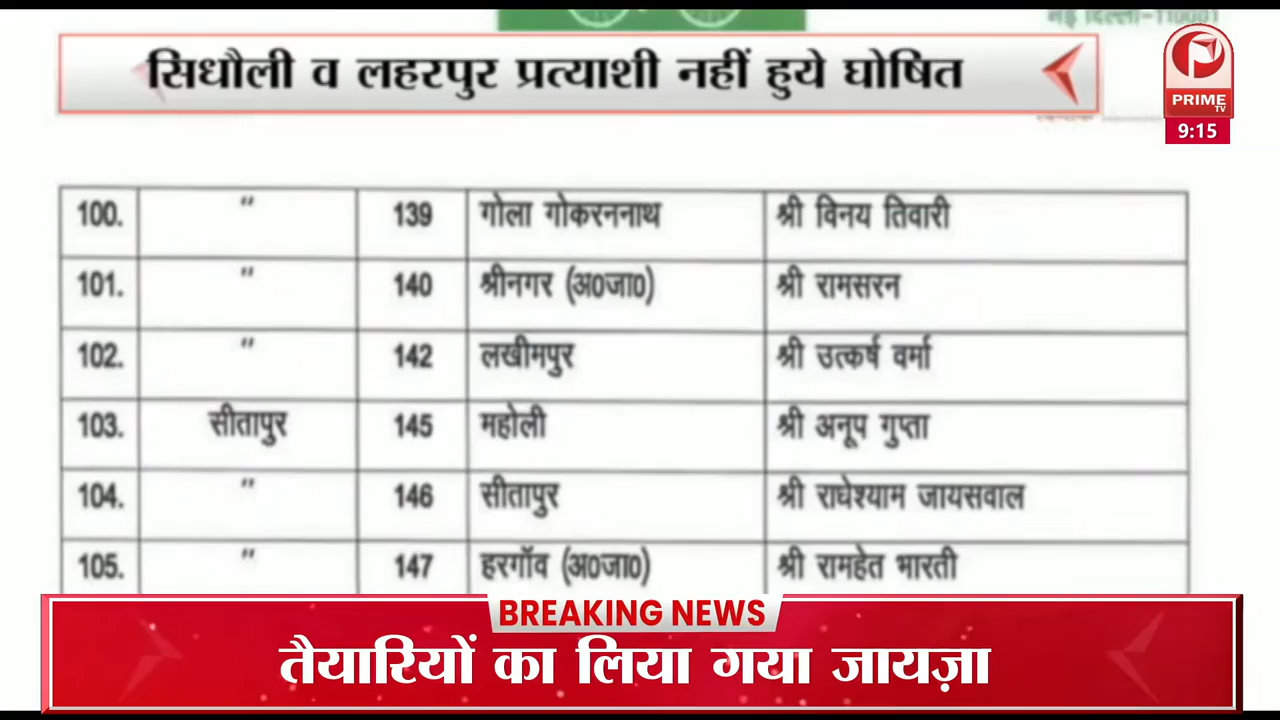 नई दिल्ली-110001
सिधौली व लहरपुर प्रत्याशी नहीं हुये घोषित
PRIME
TV
9:15
100. " 139 गोला गोकरननाथ श्री विनय तिवारी
101. " 140 श्रीनगर (अ0जा0) श्री रामसरन
102. " 142 लखीमपुर श्री उत्कर्ष वर्मा
103. सीतापुर 145 महोली श्री अनूप गुप्ता
104. " 146 सीतापुर श्री राधेश्याम जायसवाल
105. " 147 हरगॉव (अ0जा0) श्री रामहेत भारती
BREAKING NEWS
तैयारियों का लिया गया जायज़ा